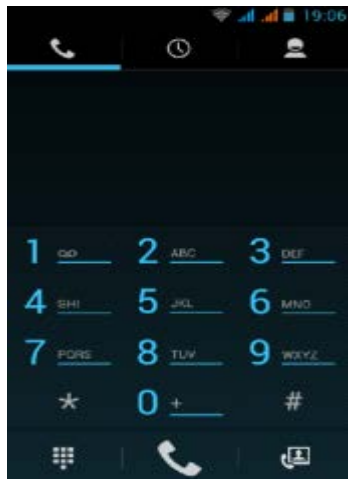 19:06
1 2 ABC 3 DEF
4 GHI 5 JKL 6 MNO
7 PQRS 8 TUV 9 WXYZ
* 0 + #